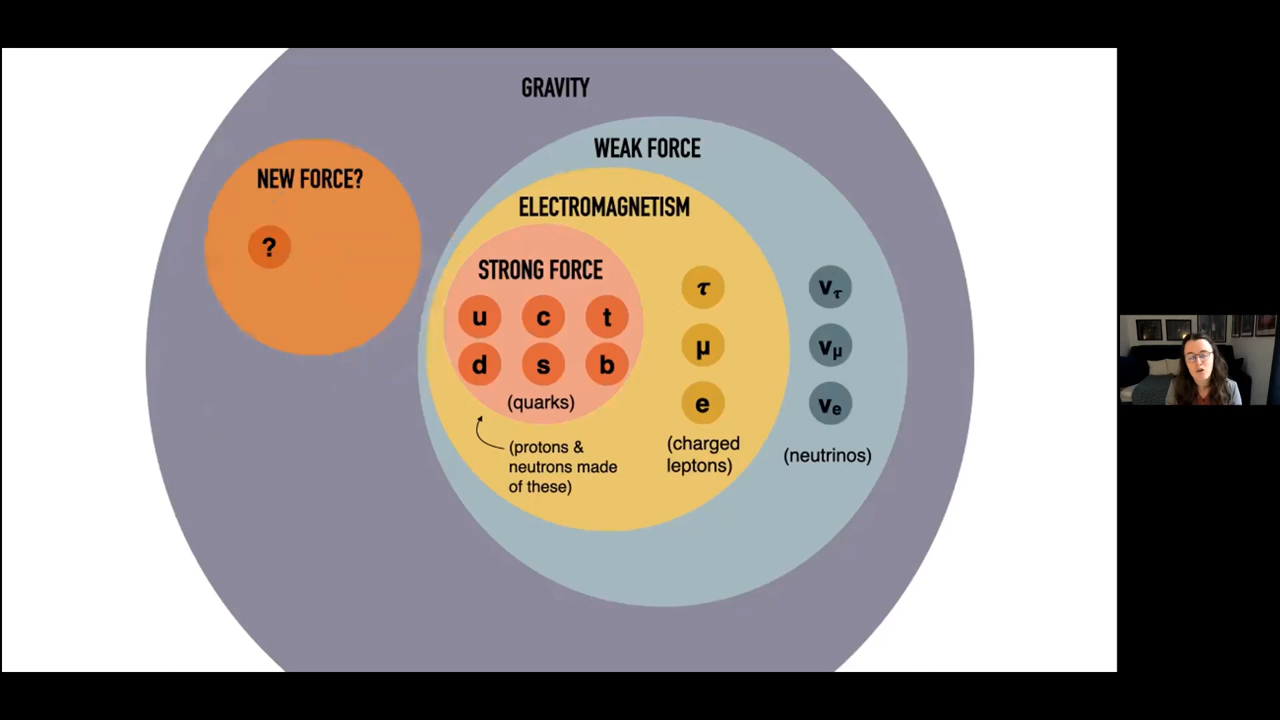 GRAVITY
WEAK FORCE
NEW FORCE?
ELECTROMAGNETISM
?
STRONG FORCE
u c t
d s b
(quarks)
τ
μ
e
(charged
leptons)
ντ
νμ
νe
(neutrinos)
(protons &
neutrons made
of these)